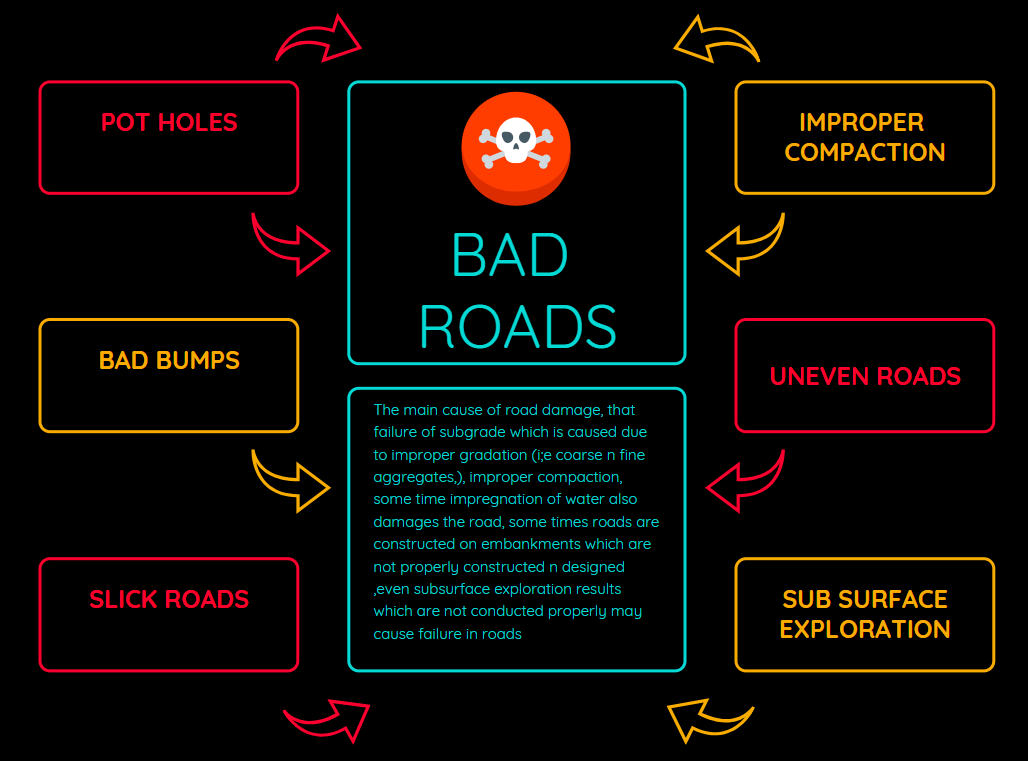 POT HOLES
BAD BUMPS
SLICK ROADS
BAD
ROADS
The main cause of road damage, that
failure of subgrade which is caused due
to improper gradation (i;e coarse n fine
aggregates,), improper compaction,
some time impregnation of water also
damages the road, some times roads are
constructed on embankments which are
not properly constructed n designed
,even subsurface exploration results
which are not conducted properly may
cause failure in roads
IMPROPER
COMPACTION
UNEVEN ROADS
SUB SURFACE
EXPLORATION